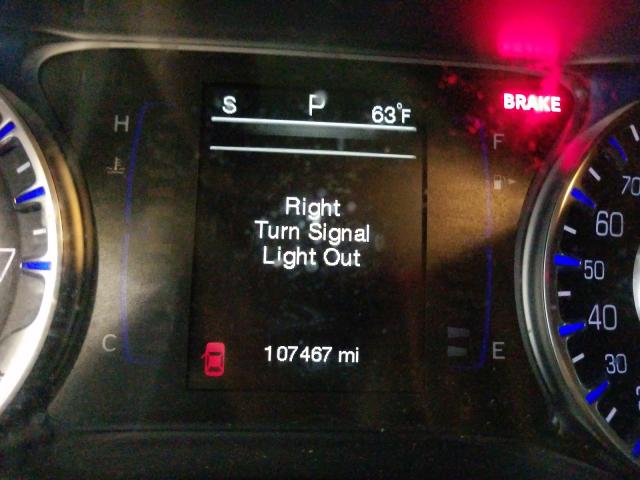 S P 63°F
BRAKE
H
F
70
Right
Turn Signal
Light Out
60
50
40
30
C
E
107467 mi